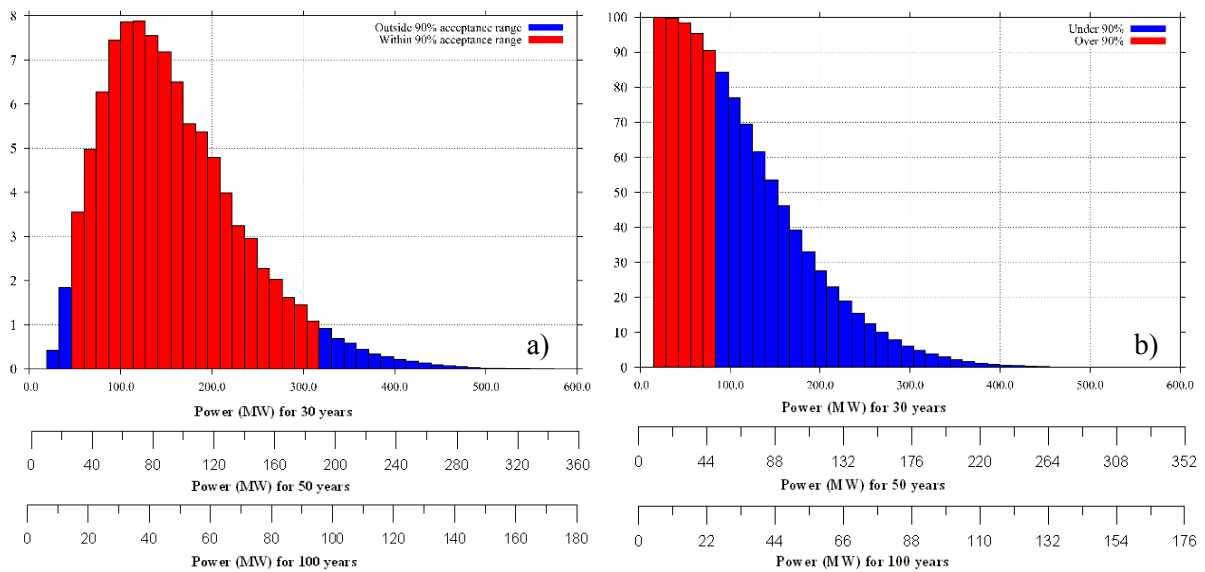 8
7
6
5
4
3
2
1
0
Outside 90% acceptance range
Within 90% acceptance range
a)
0.0 100.0 200.0 300.0 400.0 500.0 600.0
Power (MW) for 30 years
0 40 80 120 160 200 240 280 320 360
Power (MW) for 50 years
0 20 40 60 80 100 120 140 160 180
Power (MW) for 100 years
100
90
80
70
60
50
40
30
20
10
0
Under 90%
Over 90%
b)
0.0 100.0 200.0 300.0 400.0 500.0 600.0
Power (MW) for 30 years
0 44 88 132 176 220 264 308 352
Power (MW) for 50 years
0 22 44 66 88 110 132 154 176
Power (MW) for 100 years